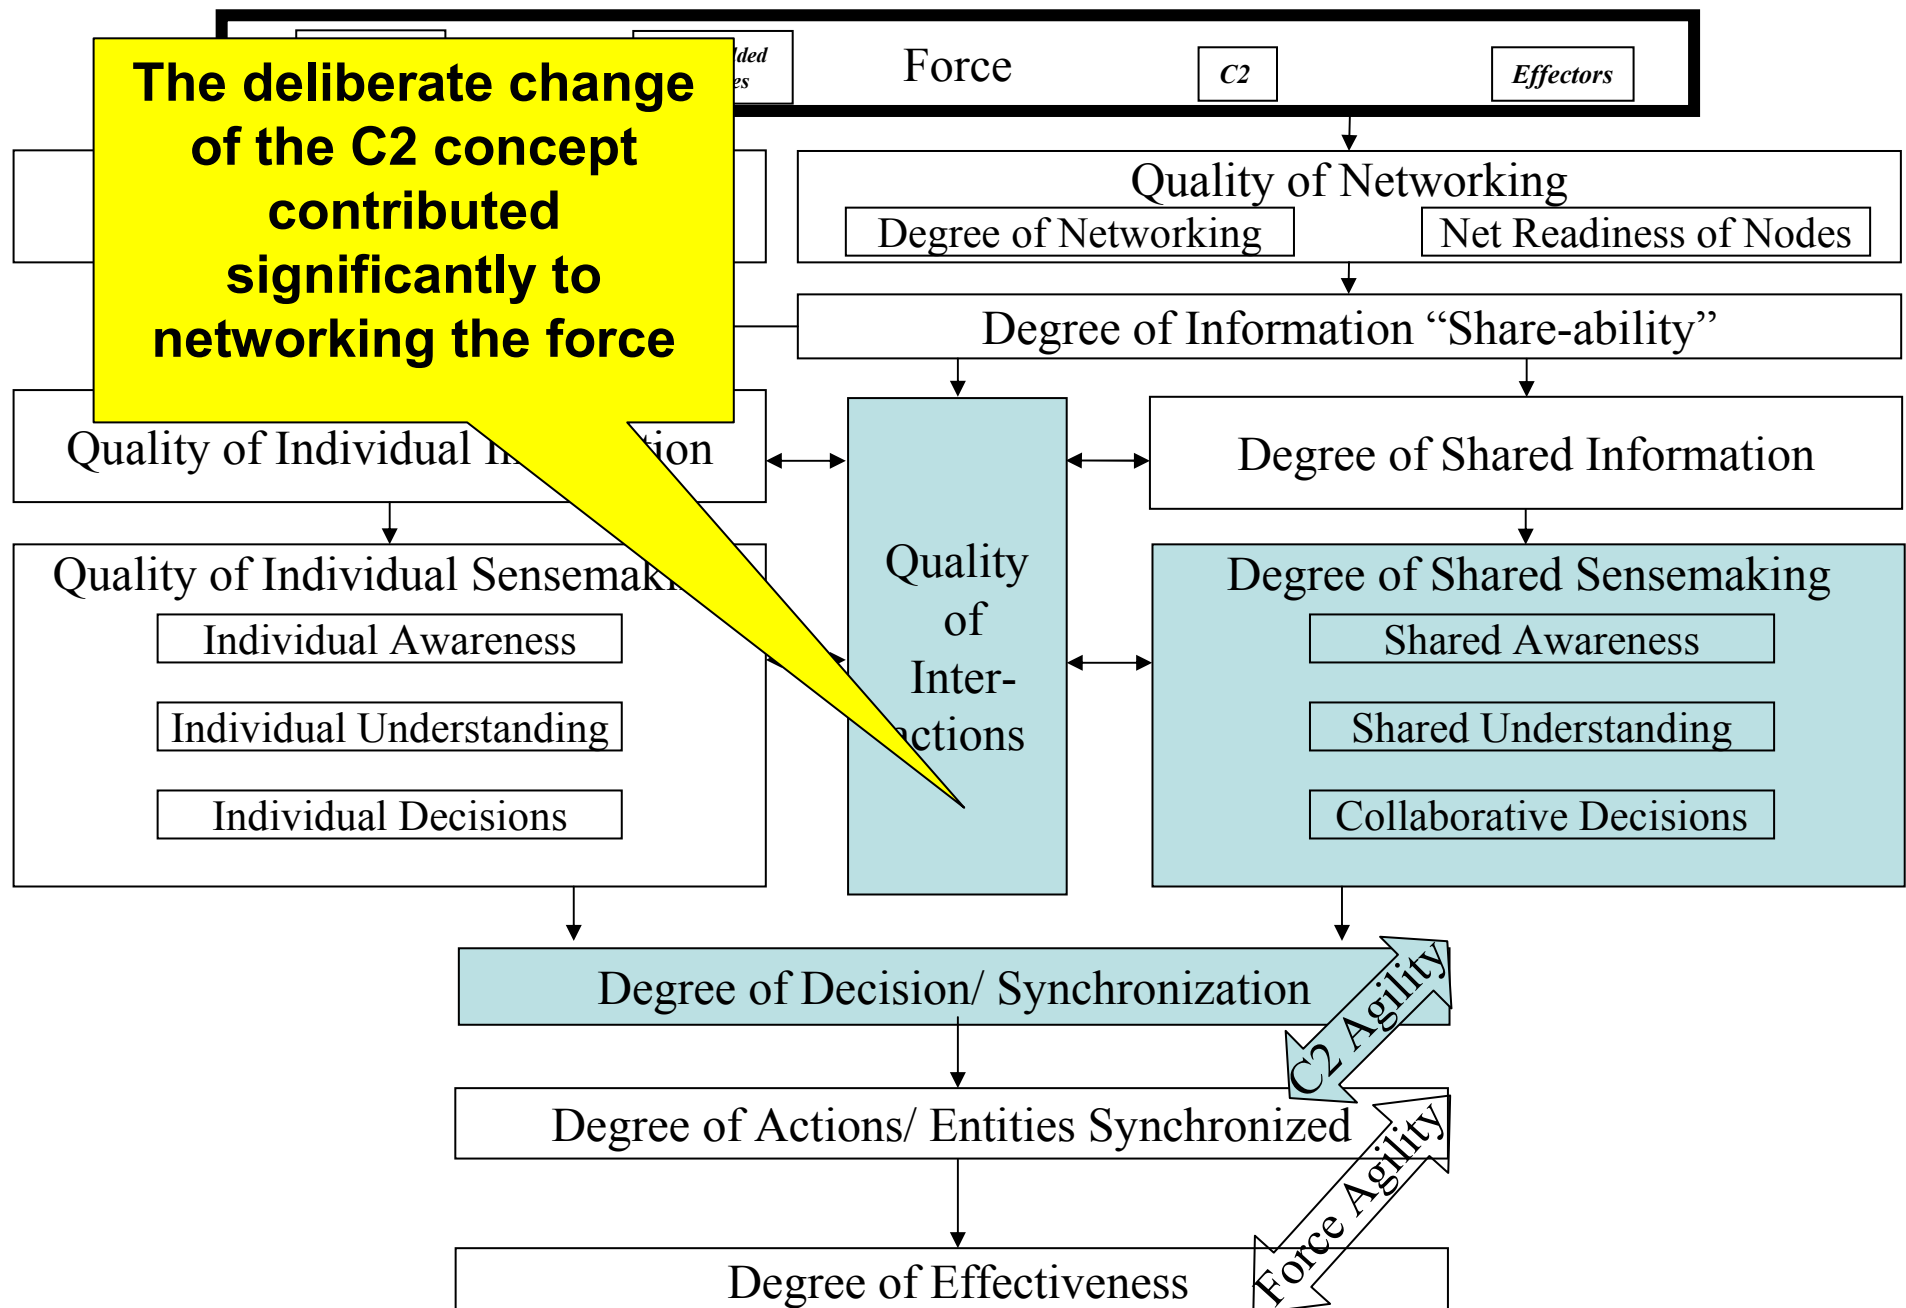 The deliberate change
of the C2 concept
contributed
significantly to
networking the force
Force
C2
Effectors
Quality of Networking
Degree of Networking
Net Readiness of Nodes
Degree of Information “Share-ability”
Quality of Individual
Degree of Shared Information
Quality of Individual
Individual Awareness
Individual Understanding
Individual Decisions
Quality
of
Inter-
actions
Degree of Shared Sensemaking
Shared Awareness
Shared Understanding
Collaborative Decisions
Degree of Decision/ Synchronization
C2 Agility
Degree of Actions/ Entities Synchronized
Force Agility
Degree of Effectiveness